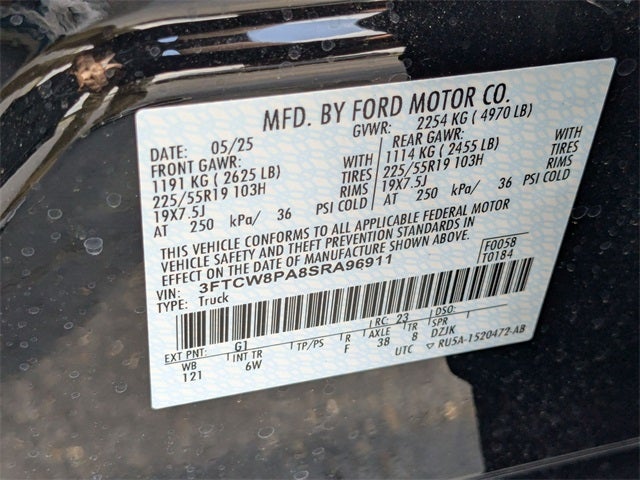 MFD. BY FORD MOTOR CO.
DATE: 05/25 GVWR: 2254 KG ( 4970 LB)
FRONT GAWR: REAR GAWR:
1191 KG ( 2625 LB) WITH 1114 KG ( 2455 LB) WITH
225/55R19 103H TIRES 225/55R19 103H TIRES
19X7.5J RIMS 19X7.5J RIMS
AT 250 kPa/ 36 PSI COLD AT 250 kPa/ 36 PSI COLD
THIS VEHICLE CONFORMS TO ALL APPLICABLE FEDERAL MOTOR
VEHICLE SAFETY AND THEFT PREVENTION STANDARDS IN
EFFECT ON THE DATE OF MANUFACTURE SHOWN ABOVE.
VIN: 3FTCW8PA8SRA96911 F0058
TYPE: Truck T0184
EXT PNT: G1 RC: 23 DSO:
WB INT TR TP/PS R AXLE TR SPR
121 6W F 38 8 DZJK
UTC RU5A-1520472-AB